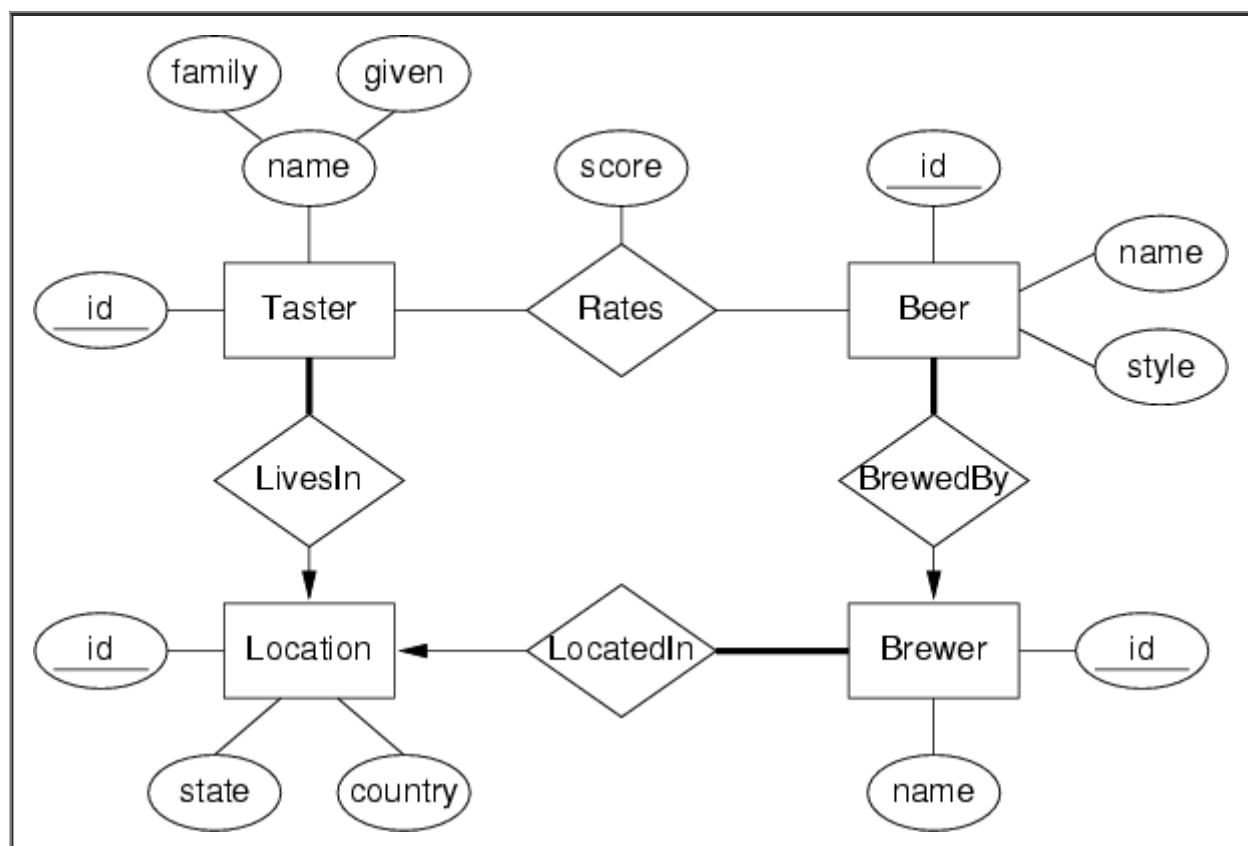 family
given
name
score
id
name
id
Taster
Rates
Beer
style
LivesIn
BrewedBy
id
Location
LocatedIn
Brewer
id
state
country
name